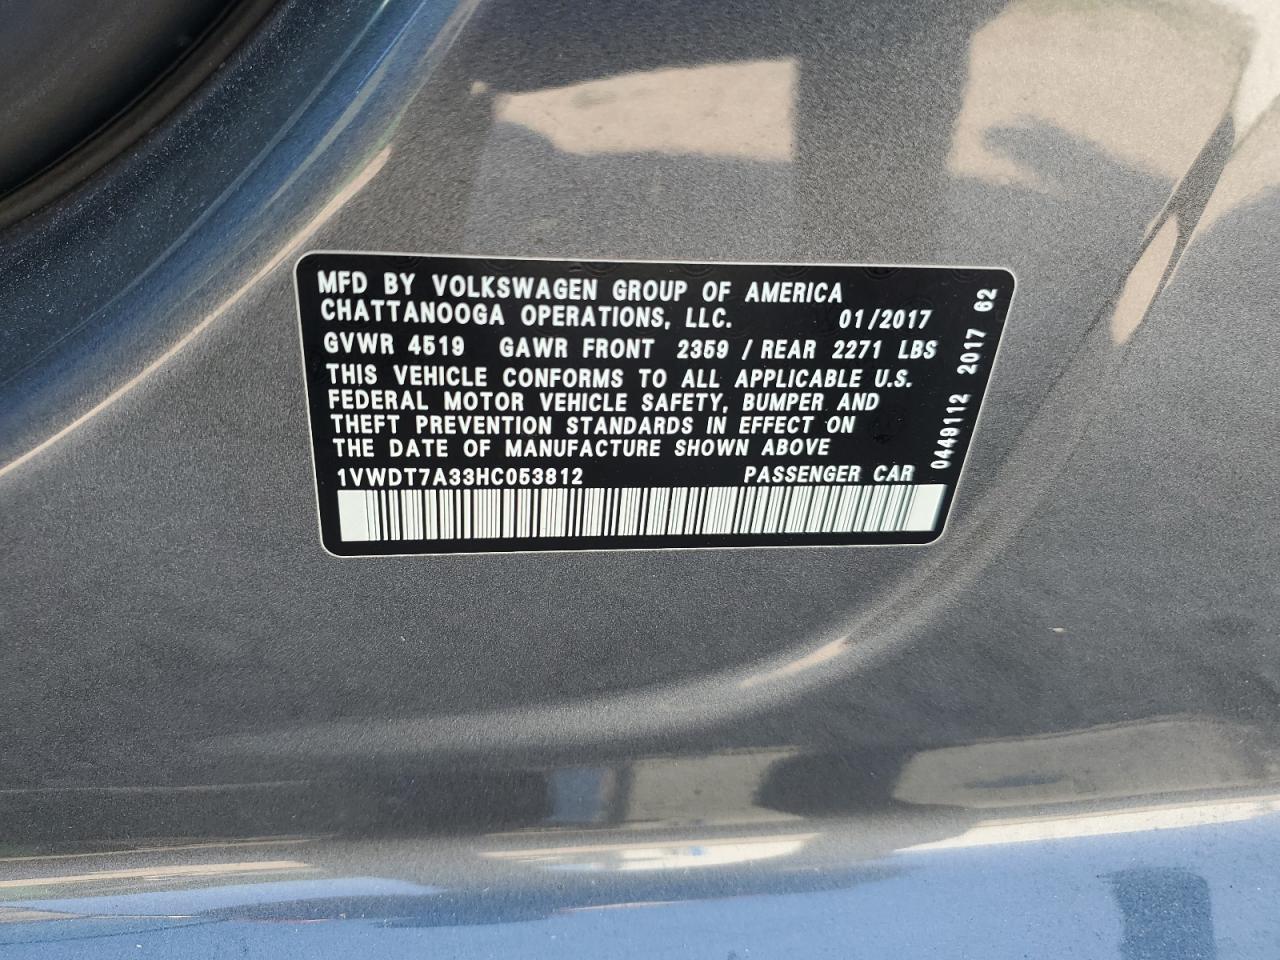 MFD BY VOLKSWAGEN GROUP OF AMERICA
CHATTANOOGA OPERATIONS, LLC. 01/2017
GVWR 4519 GAWR FRONT 2359 / REAR 2271 LBS
THIS VEHICLE CONFORMS TO ALL APPLICABLE U.S.
FEDERAL MOTOR VEHICLE SAFETY, BUMPER AND
THEFT PREVENTION STANDARDS IN EFFECT ON
THE DATE OF MANUFACTURE SHOWN ABOVE
1VWDT7A33HC053812 PASSENGER CAR
0449112 2017 62